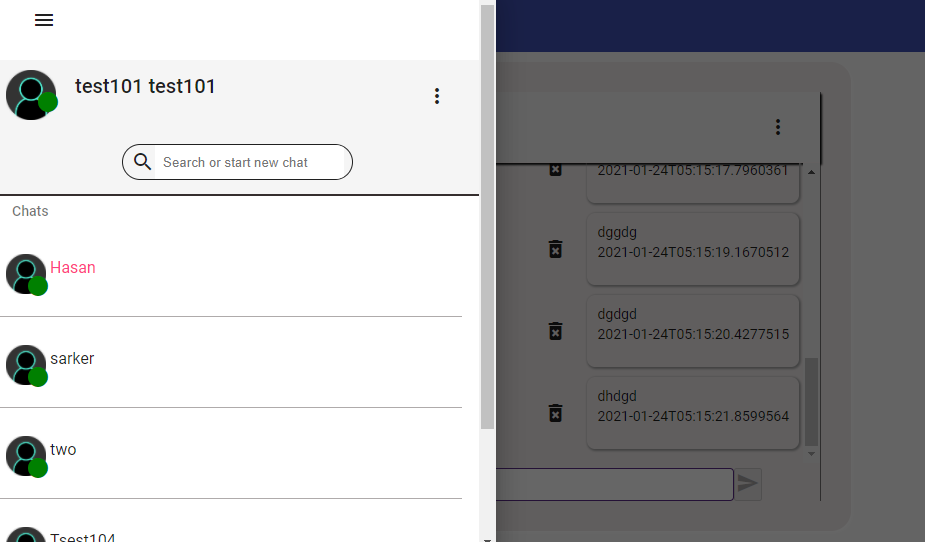 test101 test101
Search or start new chat
Chats
Hasan
sarker
two
Tsest104
2021-01-24T05:15:17.7960361
dggdg
2021-01-24T05:15:19.1670512
dgdgd
2021-01-24T05:15:20.4277515
dhdgd
2021-01-24T05:15:21.8599564